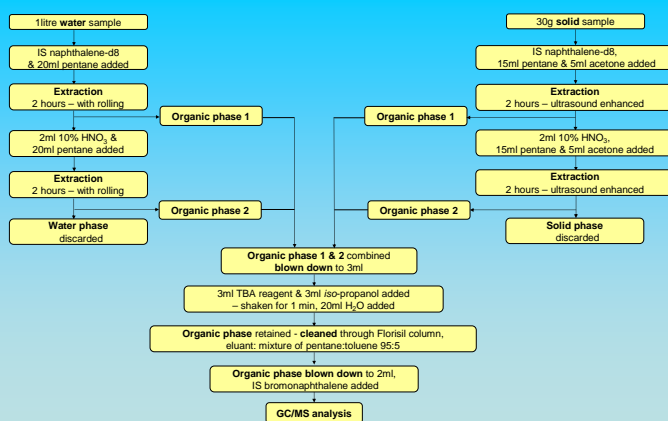 1litre water sample
IS naphthalene-d8
& 20ml pentane added
Extraction
2 hours – with rolling
Organic phase 1
2ml 10% HNO₃ &
20ml pentane added
Extraction
2 hours – with rolling
Organic phase 2
Water phase
discarded
30g solid sample
IS naphthalene-d8,
15ml pentane & 5ml acetone added
Extraction
2 hours – ultrasound enhanced
Organic phase 1
2ml 10% HNO₃,
15ml pentane & 5ml acetone added
Extraction
2 hours – ultrasound enhanced
Organic phase 2
Solid phase
discarded
Organic phase 1 & 2 combined
blown down to 3ml
3ml TBA reagent & 3ml iso-propanol added
– shaken for 1 min, 20ml H₂O added
Organic phase retained - cleaned through Florisil column,
eluant: mixture of pentane:toluene 95:5
Organic phase blown down to 2ml,
IS bromonaphthalene added
GC/MS analysis